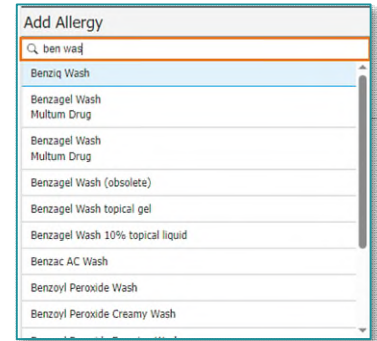 Add Allergy
ben was
Benziq Wash
Benzagel Wash
Multum Drug
Benzagel Wash
Multum Drug
Benzagel Wash (obsolete)
Benzagel Wash topical gel
Benzagel Wash 10% topical liquid
Benzac AC Wash
Benzoyl Peroxide Wash
Benzoyl Peroxide Creamy Wash